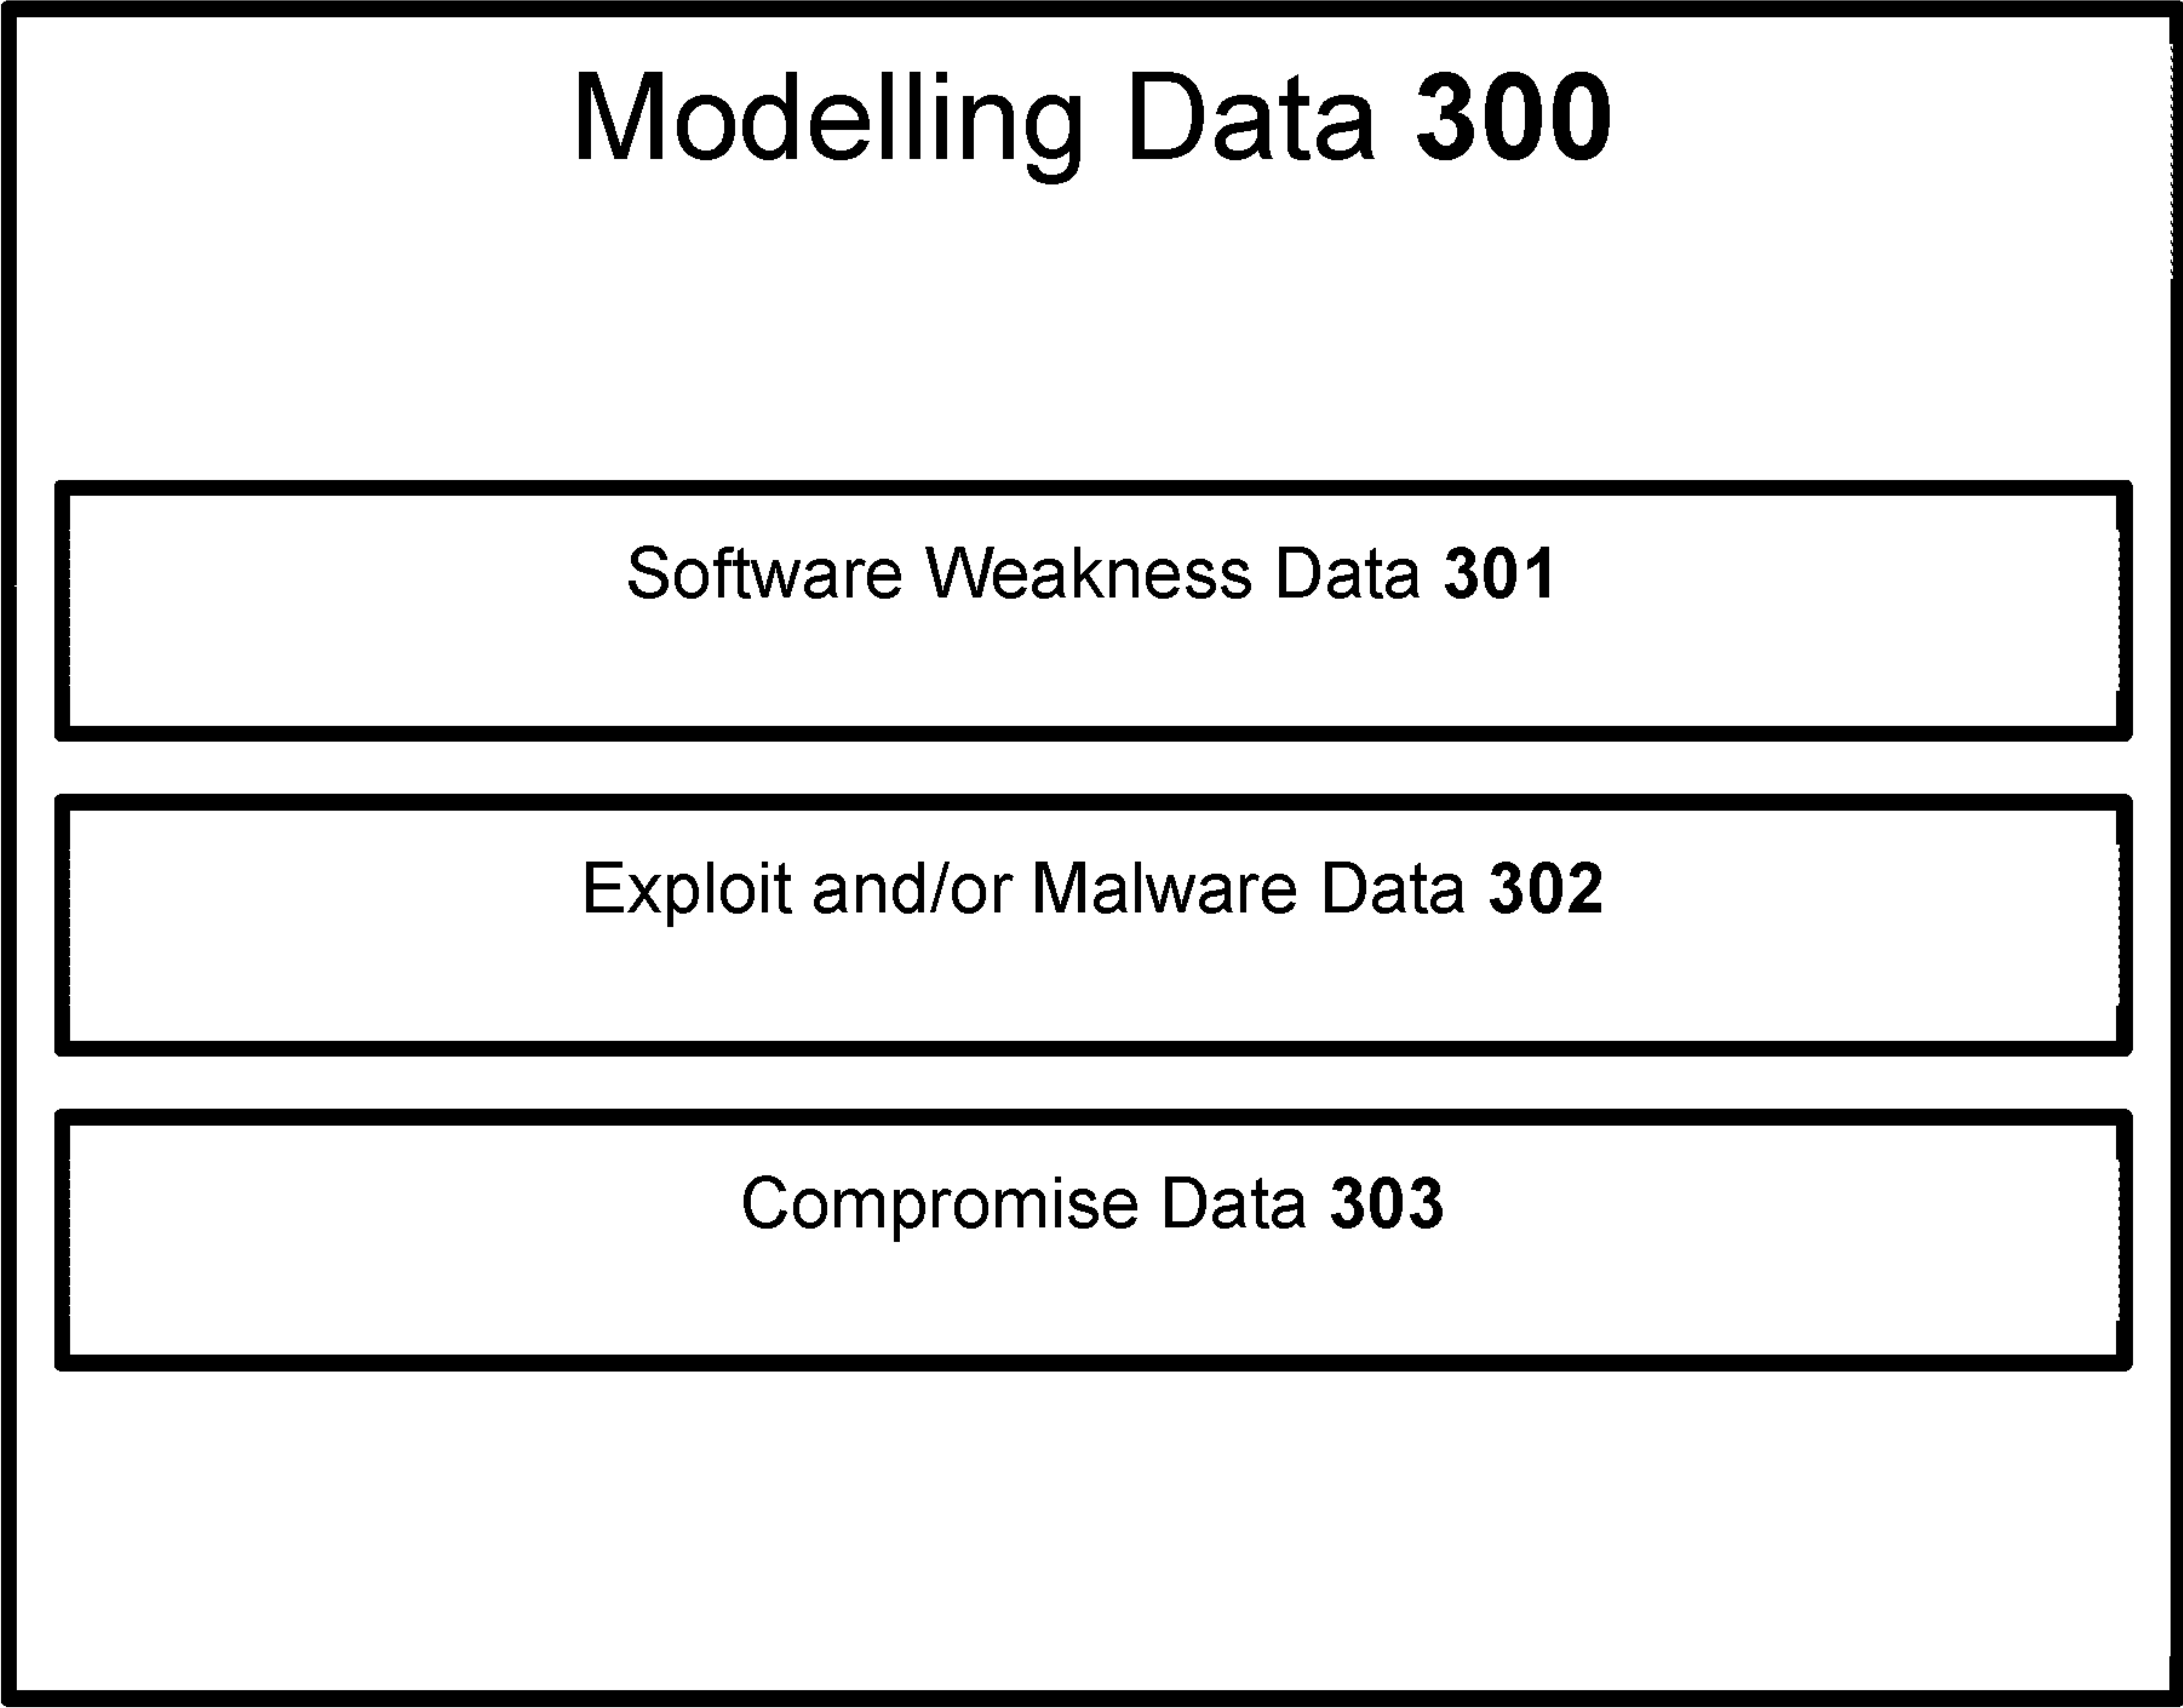 Modelling Data 300
Software Weakness Data 301
Exploit and/or Malware Data 302
Compromise Data 303